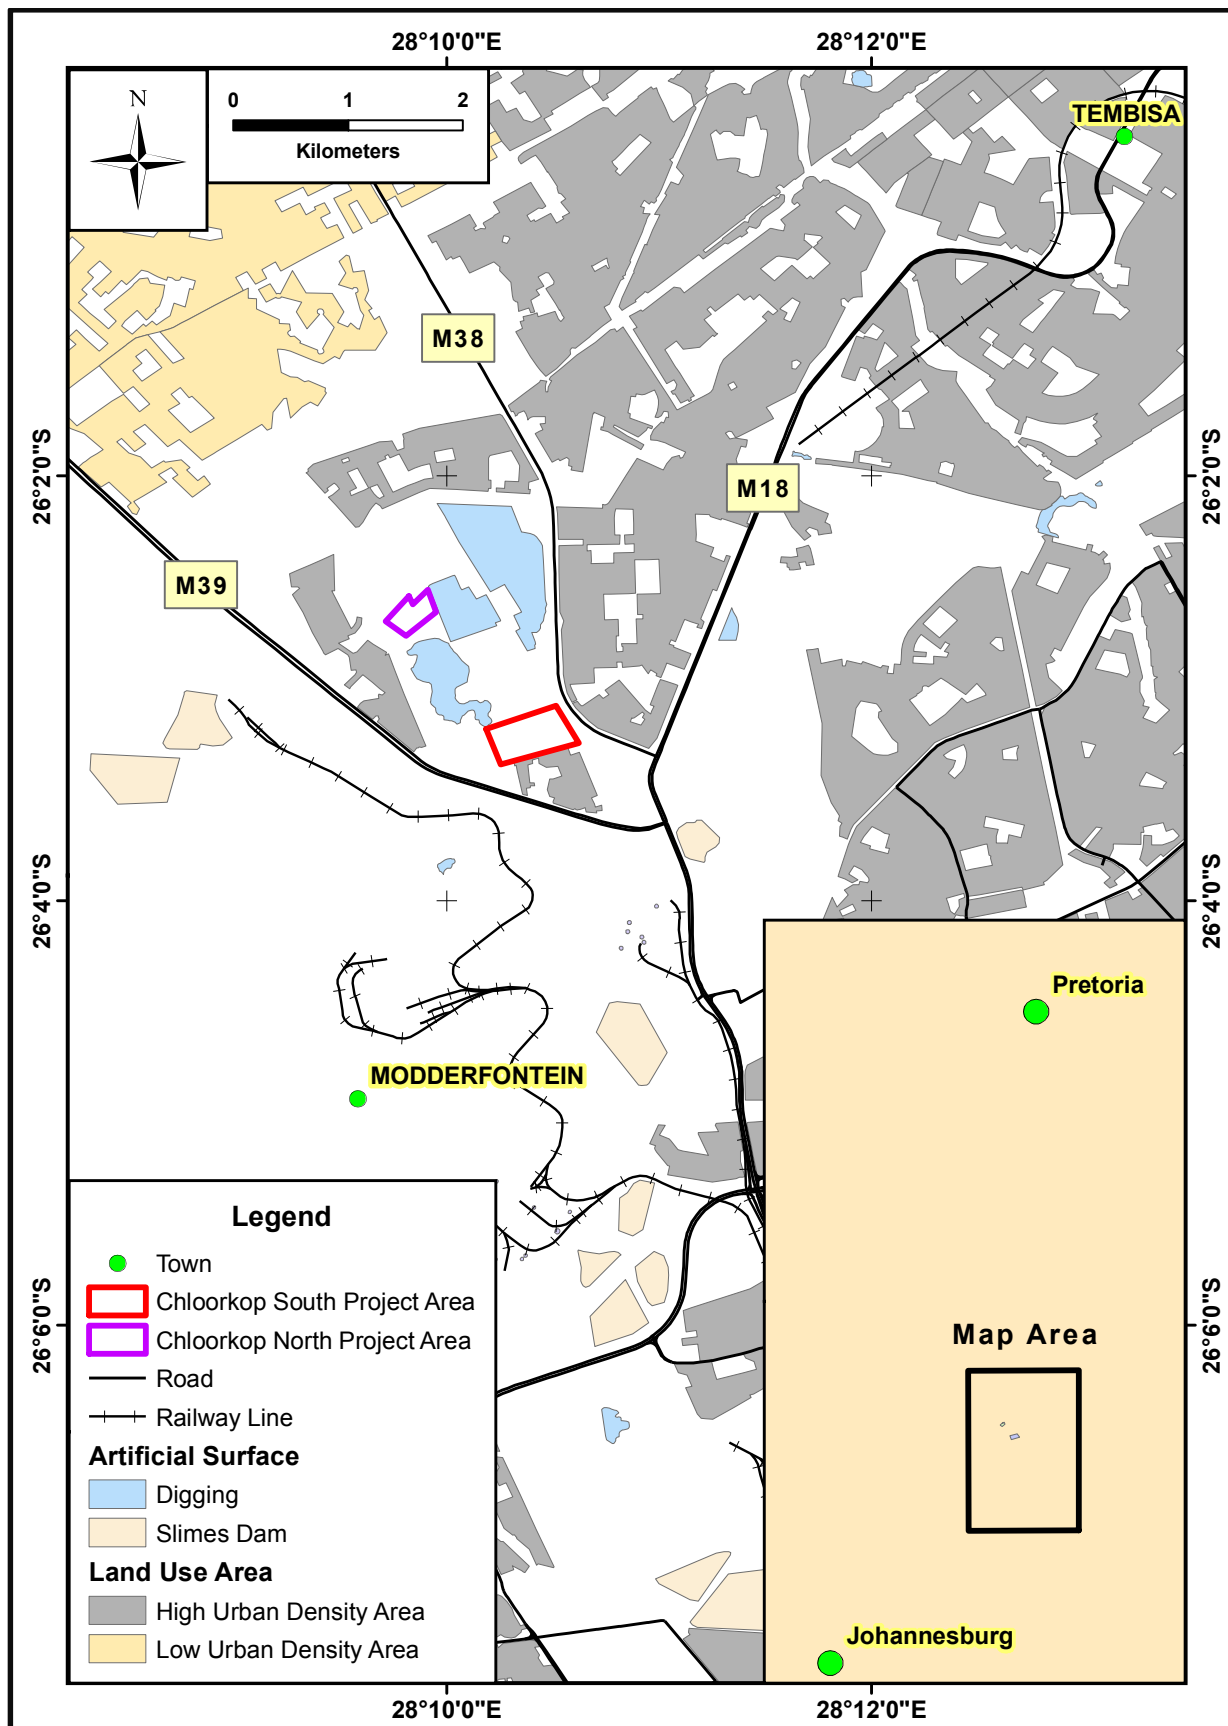 28°10'0"E
28°12'0"E
N
0 1 2
Kilometers
TEMBISA
M38
26°2'0"S
26°2'0"S
M18
M39
26°4'0"S
26°4'0"S
Pretoria
MODDERFONTEIN
Legend
Town
Chloorkop South Project Area
Chloorkop North Project Area
Road
Railway Line
Artificial Surface
Digging
Slimes Dam
Land Use Area
High Urban Density Area
Low Urban Density Area
26°6'0"S
26°6'0"S
Map Area
Johannesburg
28°10'0"E
28°12'0"E